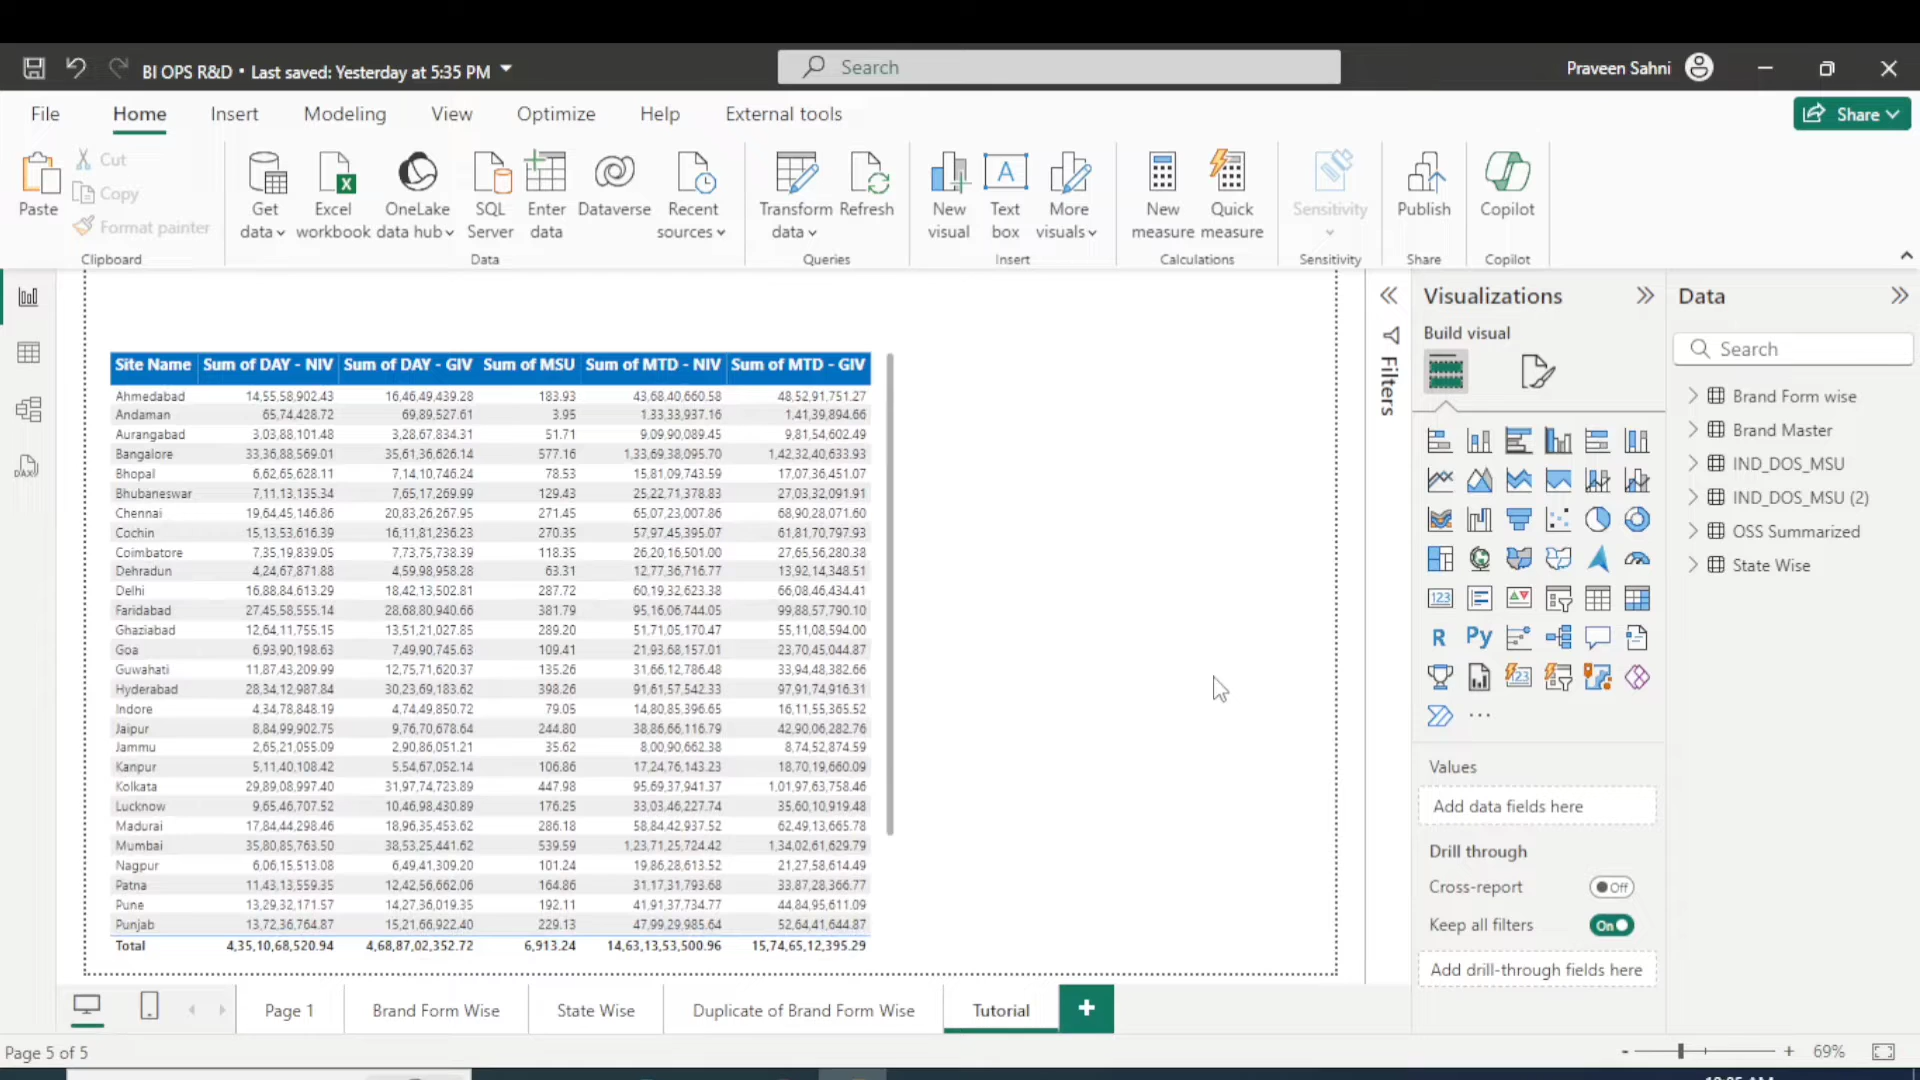 BI OPS R&D • Last saved: Yesterday at 5:35 PM
Search
Praveen Sahni
File Home Insert Modeling View Optimize Help External tools
Share
Paste
Cut
Copy
Format painter
Clipboard
Get data
Excel workbook
OneLake data hub
SQL Server
Enter data
Dataverse
Recent sources
Data
Transform data
Refresh
Queries
New visual
Text box
More visuals
Insert
New measure
Quick measure
Calculations
Sensitivity
Sensitivity
Publish
Share
Copilot
Copilot
DAX
Site Name Sum of DAY - NIV Sum of DAY - GIV Sum of MSU Sum of MTD - NIV Sum of MTD - GIV
Ahmedabad 14,55,58,902.43 16,46,49,439.28 183.93 43,68,40,660.58 48,52,91,751.27
Andaman 65,74,428.72 69,89,527.61 3.95 1,33,33,937.16 1,41,39,894.66
Aurangabad 3,03,88,101.48 3,28,67,834.31 51.71 9,09,90,089.45 9,81,54,602.49
Bangalore 33,36,88,569.01 35,61,36,626.14 577.16 1,33,69,38,095.70 1,42,32,40,633.93
Bhopal 6,62,65,628.11 7,14,10,746.24 78.53 15,81,09,743.59 17,07,36,451.07
Bhubaneswar 7,11,13,135.34 7,65,17,269.99 129.43 25,22,71,378.83 27,03,32,091.91
Chennai 19,64,45,146.86 20,83,26,267.95 271.45 65,07,23,007.86 68,90,28,071.60
Cochin 15,13,53,616.39 16,11,81,236.23 270.35 57,97,45,395.07 61,81,70,797.93
Coimbatore 7,35,19,839.05 7,73,75,738.39 118.35 26,20,16,501.00 27,65,56,280.38
Dehradun 4,24,67,871.88 4,59,98,958.28 63.31 12,77,36,716.77 13,92,14,348.51
Delhi 16,88,84,613.29 18,42,13,502.81 287.72 60,19,32,623.38 66,08,46,434.41
Faridabad 27,45,58,555.14 28,68,80,940.66 381.79 95,16,06,744.05 99,88,57,790.10
Ghaziabad 12,64,11,755.15 13,51,21,027.85 289.20 51,71,05,170.47 55,11,08,594.00
Goa 6,93,90,198.63 7,49,90,745.63 109.41 21,93,68,157.01 23,70,45,044.87
Guwahati 11,87,43,209.99 12,75,71,620.37 135.26 31,66,12,786.48 33,94,48,382.66
Hyderabad 28,34,12,987.84 30,23,69,183.62 398.26 91,61,57,542.33 97,91,74,916.31
Indore 4,34,78,848.19 4,74,49,850.72 79.05 14,80,85,396.65 16,11,55,365.52
Jaipur 8,84,99,902.75 9,76,70,678.64 244.80 38,86,66,116.79 42,90,06,282.76
Jammu 2,65,21,055.09 2,90,86,051.21 35.62 8,00,90,662.38 8,74,52,874.59
Kanpur 5,11,40,108.42 5,54,67,052.14 106.86 17,24,76,143.23 18,70,19,660.09
Kolkata 29,89,08,997.40 31,97,74,723.89 447.98 95,69,37,941.37 1,01,97,63,758.46
Lucknow 9,65,46,707.52 10,46,98,430.89 176.25 33,03,46,227.74 35,60,10,919.48
Madurai 17,84,44,298.46 18,96,35,453.62 286.18 58,84,42,937.52 62,49,13,665.78
Mumbai 35,80,85,763.50 38,53,25,441.62 539.59 1,23,71,25,724.42 1,34,02,61,629.79
Nagpur 6,06,15,513.08 6,49,41,309.20 101.24 19,86,28,613.52 21,27,58,614.49
Patna 11,43,13,559.35 12,42,56,662.06 164.86 31,17,31,793.68 33,87,28,366.77
Pune 13,29,32,171.57 14,27,36,019.35 192.11 41,91,37,734.77 44,84,95,611.09
Punjab 13,72,36,764.87 15,21,66,922.40 229.13 47,99,29,985.64 52,64,41,644.87
Total 4,35,10,68,520.94 4,68,87,02,352.72 6,913.24 14,63,13,53,500.96 15,74,65,12,395.29
Filters
Visualizations
Build visual
123
R Py
123
Values
Add data fields here
Drill through
Cross-report Off
Keep all filters On
Add drill-through fields here
Data
Search
Brand Form wise
Brand Master
IND_DOS_MSU
IND_DOS_MSU (2)
OSS Summarized
State Wise
Page 1 Brand Form Wise State Wise Duplicate of Brand Form Wise Tutorial +
Page 5 of 5
- + 69%